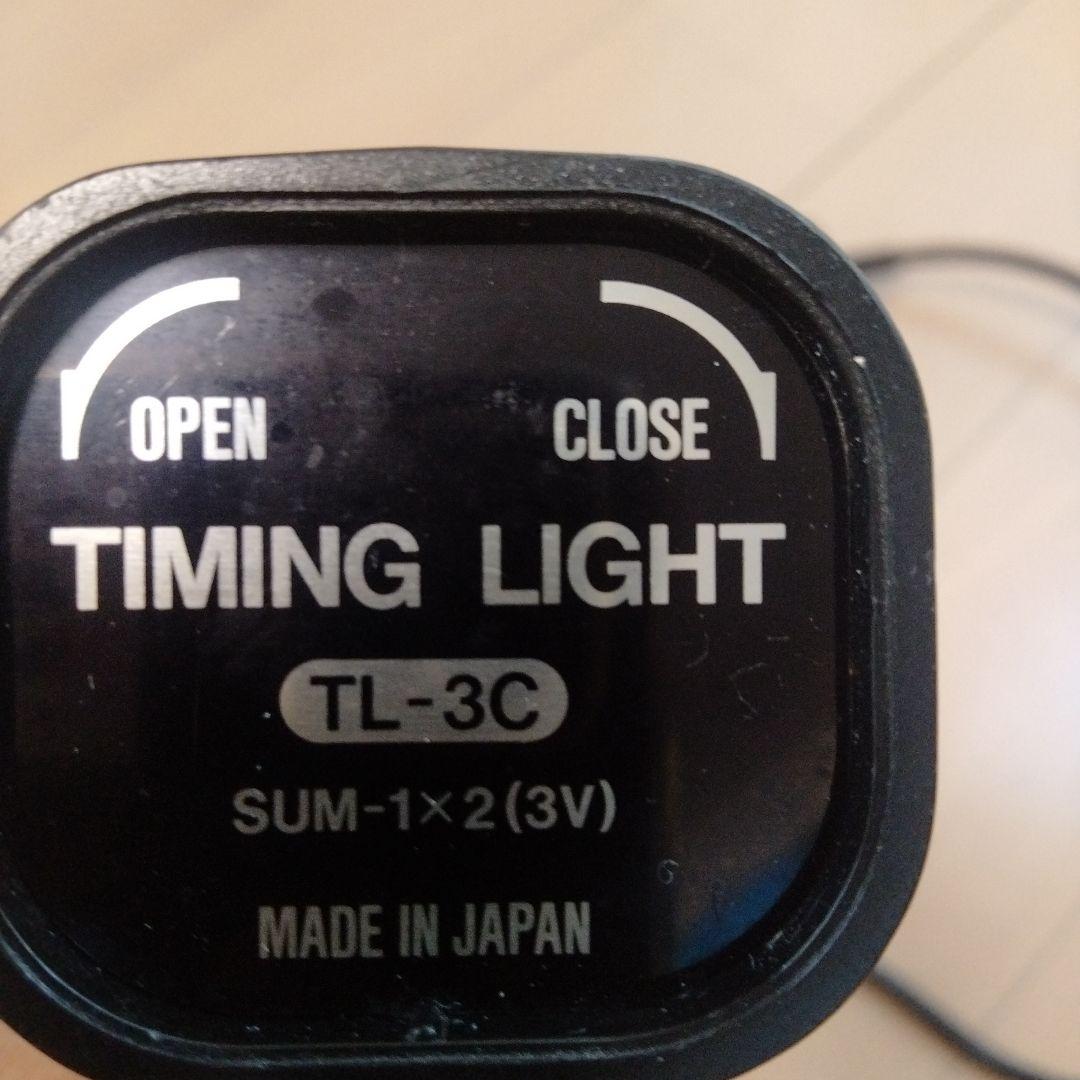 OPEN CLOSE
TIMING LIGHT
TL-3C
SUM-1×2(3V)
MADE IN JAPAN